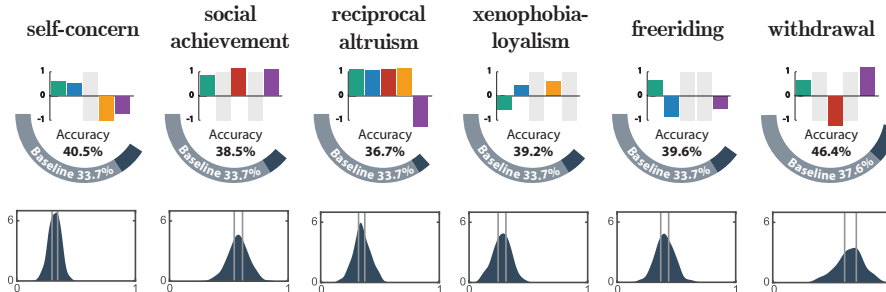 self-concern
social
achievement
reciprocal
altruism
xenophobia-
loyalism
freeriding
withdrawal
1
0
-1
1
0
-1
1
0
-1
1
0
-1
1
0
-1
1
0
-1
Accuracy
40.5%
Baseline 33.7%
Accuracy
38.5%
Baseline 33.7%
Accuracy
36.7%
Baseline 33.7%
Accuracy
39.2%
Baseline 33.7%
Accuracy
39.6%
Baseline 33.7%
Accuracy
46.4%
Baseline 37.6%
6
0
0
1
6
0
0
1
6
0
0
1
6
0
0
1
6
0
0
1
6
0
0